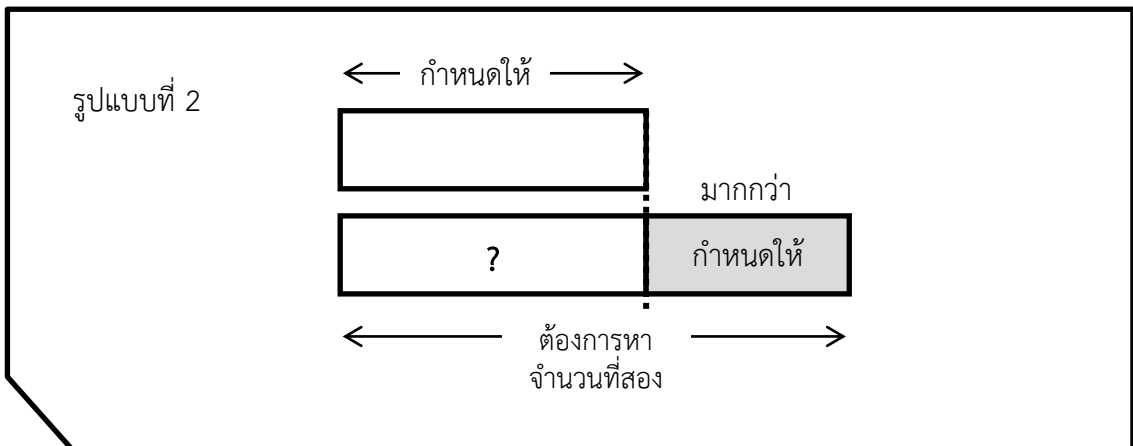 กำหนดให้
รูปแบบที่ 2
มากกว่า
?
กำหนดให้
ต้องการหา
จำนวนที่สอง